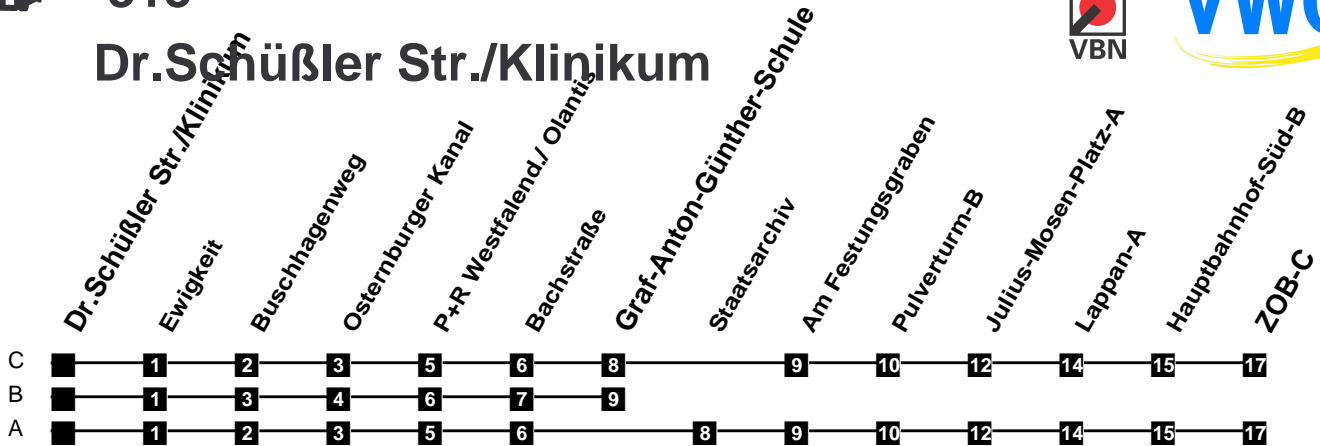 Dr.Schüßler Str./Klinikum
VBN
Dr.Schüßler Str./Klinikum
Ewigkeit
Buschhagenweg
Osternburger Kanal
P+R Westfalend./ Olantis
Bachstraße
Graf-Anton-Günther-Schule
Staatsarchiv
Am Festungsgraben
Pulverturm-B
Julius-Mosen-Platz-A
Lappan-A
Hauptbahnhof-Süd-B
ZOB-C
C 1 2 3 5 6 8 9 10 12 14 15 17
B 1 3 4 6 7 9
A 1 2 3 5 6 8 9 10 12 14 15 17